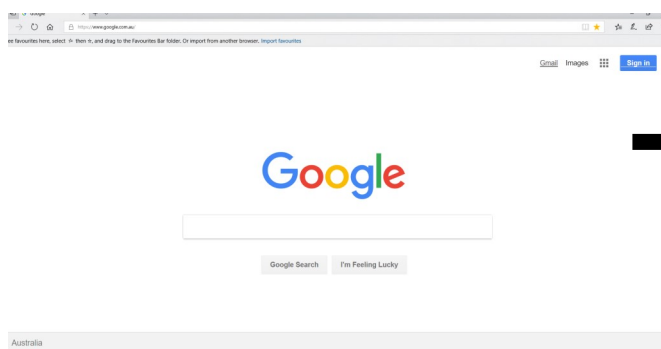 Google
https://www.google.com.au/
favourites here, select ☆ then ☆, and drag to the Favourites Bar folder. Or import from another browser. Import favourites
Gmail Images Sign in
Google
Google Search I'm Feeling Lucky
Australia